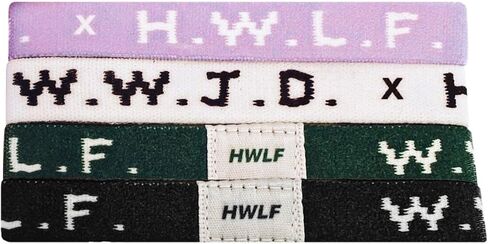 . x H.W.L.F.
W.W.J.D. x H
L.F. HWLF W.
.F. HWLF W.